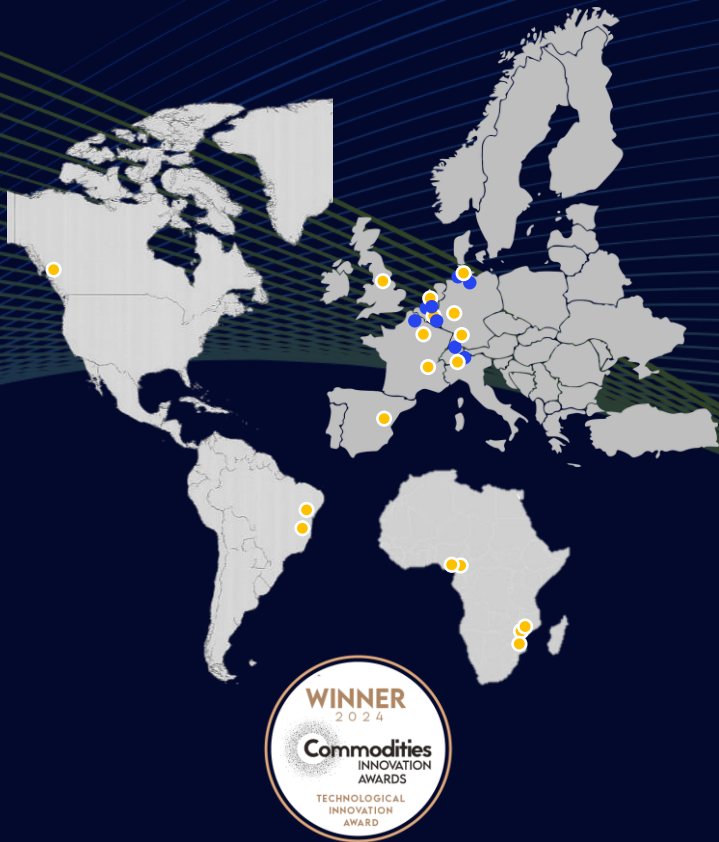 WINNER
2024
Commodities
INNOVATION
AWARDS
TECHNOLOGICAL
INNOVATION
AWARD